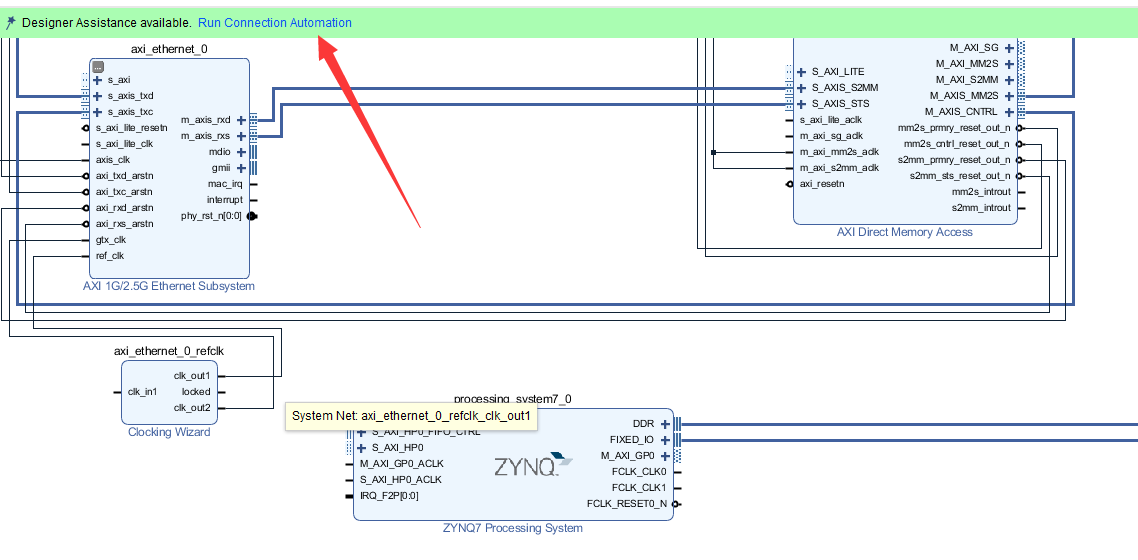 Designer Assistance available. Run Connection Automation
axi_ethernet_0
...
s_axi
s_axis_txd
s_axis_txc
s_axi_lite_resetn
s_axi_lite_clk
axis_clk
axi_txd_arstn
axi_txc_arstn
axi_rxd_arstn
axi_rxs_arstn
gtx_clk
ref_clk
m_axis_rxd
m_axis_rxs
mdio
gmii
mac_irq
interrupt
phy_rst_n[0:0]
AXI 1G/2.5G Ethernet Subsystem
S_AXI_LITE
S_AXIS_S2MM
S_AXIS_STS
s_axi_lite_aclk
m_axi_sg_aclk
m_axi_mm2s_aclk
m_axi_s2mm_aclk
axi_resetn
M_AXI_SG
M_AXI_MM2S
M_AXI_S2MM
M_AXIS_MM2S
M_AXIS_CNTRL
mm2s_prmry_reset_out_n
mm2s_cntrl_reset_out_n
s2mm_prmry_reset_out_n
s2mm_sts_reset_out_n
mm2s_introut
s2mm_introut
AXI Direct Memory Access
axi_ethernet_0_refclk
clk_in1
clk_out1
locked
clk_out2
Clocking Wizard
System Net: axi_ethernet_0_refclk_clk_out1
processing_system7_0
S_AXI_HP0_FIFO_CTRL
S_AXI_HP0
M_AXI_GP0_ACLK
S_AXI_HP0_ACLK
IRQ_F2P[0:0]
ZYNQ
DDR
FIXED_IO
M_AXI_GP0
FCLK_CLK0
FCLK_CLK1
FCLK_RESET0_N
ZYNQ7 Processing System